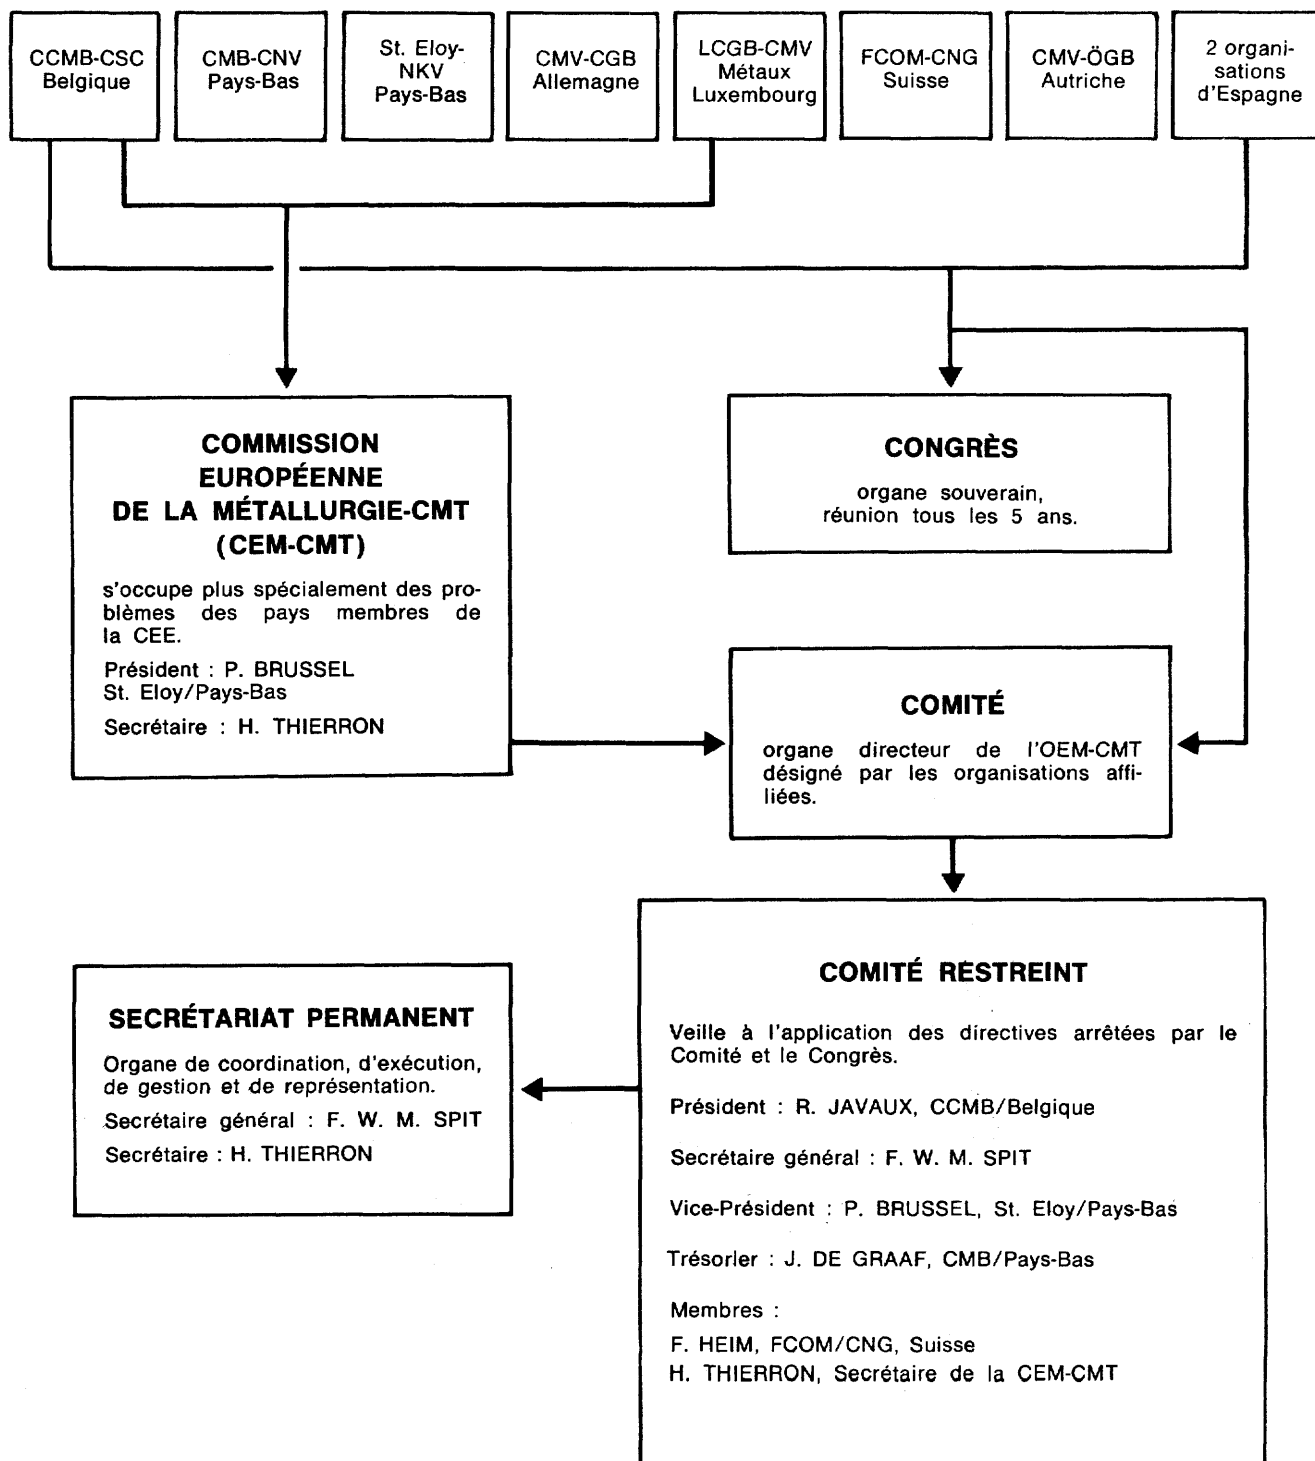 CCMB-CSC
Belgique
CMB-CNV
Pays-Bas
St. Eloy-
NKV
Pays-Bas
CMV-CGB
Allemagne
LCGB-CMV
Métaux
Luxembourg
FCOM-CNG
Suisse
CMV-ÖGB
Autriche
2 organi-
sations
d'Espagne
COMMISSION
EUROPÉENNE
DE LA MÉTALLURGIE-CMT
(CEM-CMT)
s'occupe plus spécialement des pro-
blèmes des pays membres de
la CEE.
Président : P. BRUSSEL
St. Eloy/Pays-Bas
Secrétaire : H. THIERRON
CONGRÈS
organe souverain,
réunion tous les 5 ans.
COMITÉ
organe directeur de l'OEM-CMT
désigné par les organisations affi-
liées.
SECRÉTARIAT PERMANENT
Organe de coordination, d'exécution,
de gestion et de représentation.
Secrétaire général : F. W. M. SPIT
Secrétaire : H. THIERRON
COMITÉ RESTREINT
Veille à l'application des directives arrêtées par le
Comité et le Congrès.
Président : R. JAVAUX, CCMB/Belgique
Secrétaire général : F. W. M. SPIT
Vice-Président : P. BRUSSEL, St. Eloy/Pays-Bas
Trésorier : J. DE GRAAF, CMB/Pays-Bas
Membres :
F. HEIM, FCOM/CNG, Suisse
H. THIERRON, Secrétaire de la CEM-CMT